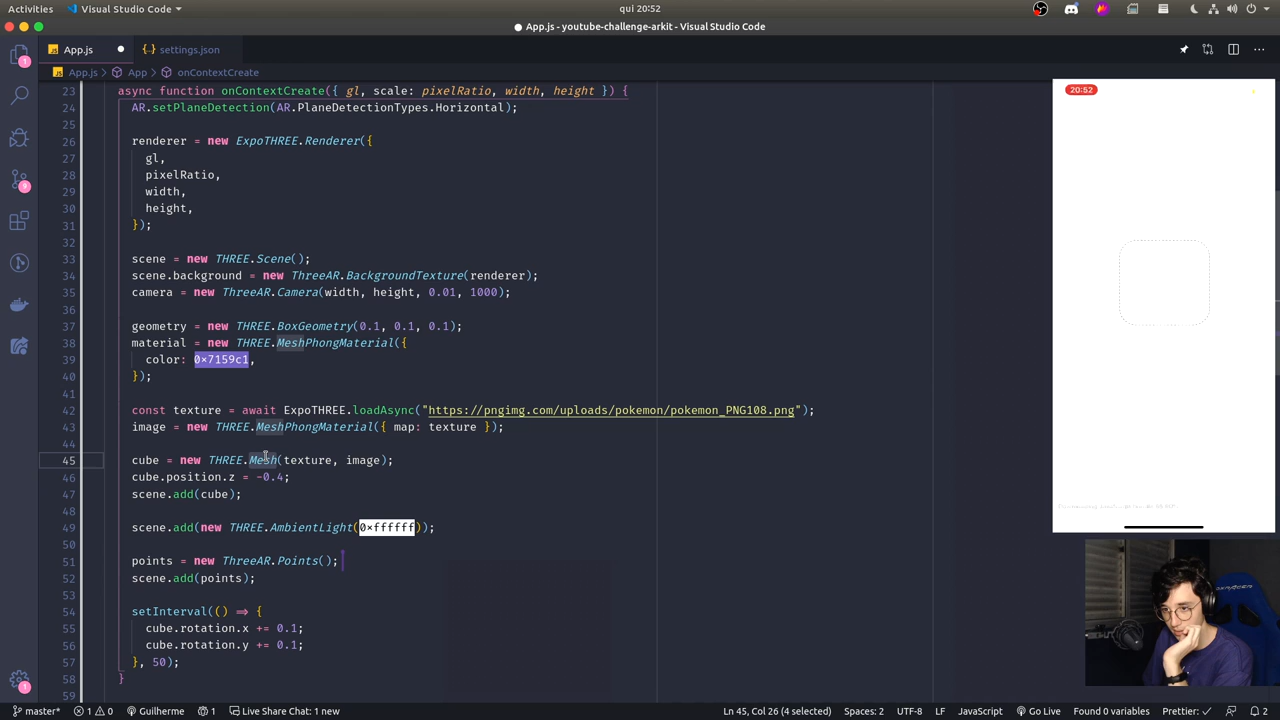 Activities
Visual Studio Code
qui 20:52
● App.js - youtube-challenge-arkit - Visual Studio Code
App.js
settings.json
App.js › App › onContextCreate
23 async function onContextCreate({ gl, scale: pixelRatio, width, height }) {
24 AR.setPlaneDetection(AR.PlaneDetectionTypes.Horizontal);
25
26 renderer = new ExpoTHREE.Renderer({
27 gl,
28 pixelRatio,
29 width,
30 height,
31 });
32
33 scene = new THREE.Scene();
34 scene.background = new ThreeAR.BackgroundTexture(renderer);
35 camera = new ThreeAR.Camera(width, height, 0.01, 1000);
36
37 geometry = new THREE.BoxGeometry(0.1, 0.1, 0.1);
38 material = new THREE.MeshPhongMaterial({
39 color: 0×7159c1,
40 });
41
42 const texture = await ExpoTHREE.loadAsync("https://pngimg.com/uploads/pokemon/pokemon_PNG108.png");
43 image = new THREE.MeshPhongMaterial({ map: texture });
44
45 cube = new THREE.Mesh(texture, image);
46 cube.position.z = -0.4;
47 scene.add(cube);
48
49 scene.add(new THREE.AmbientLight(0×ffffff));
50
51 points = new ThreeAR.Points();
52 scene.add(points);
53
54 setInterval(() ⇒ {
55 cube.rotation.x += 0.1;
56 cube.rotation.y += 0.1;
57 }, 50);
58 }
59
20:52
master* 1 0 Guilherme 1 Live Share Chat: 1 new
Ln 45, Col 26 (4 selected) Spaces: 2 UTF-8 LF JavaScript Go Live Found 0 variables Prettier: ✓ 2